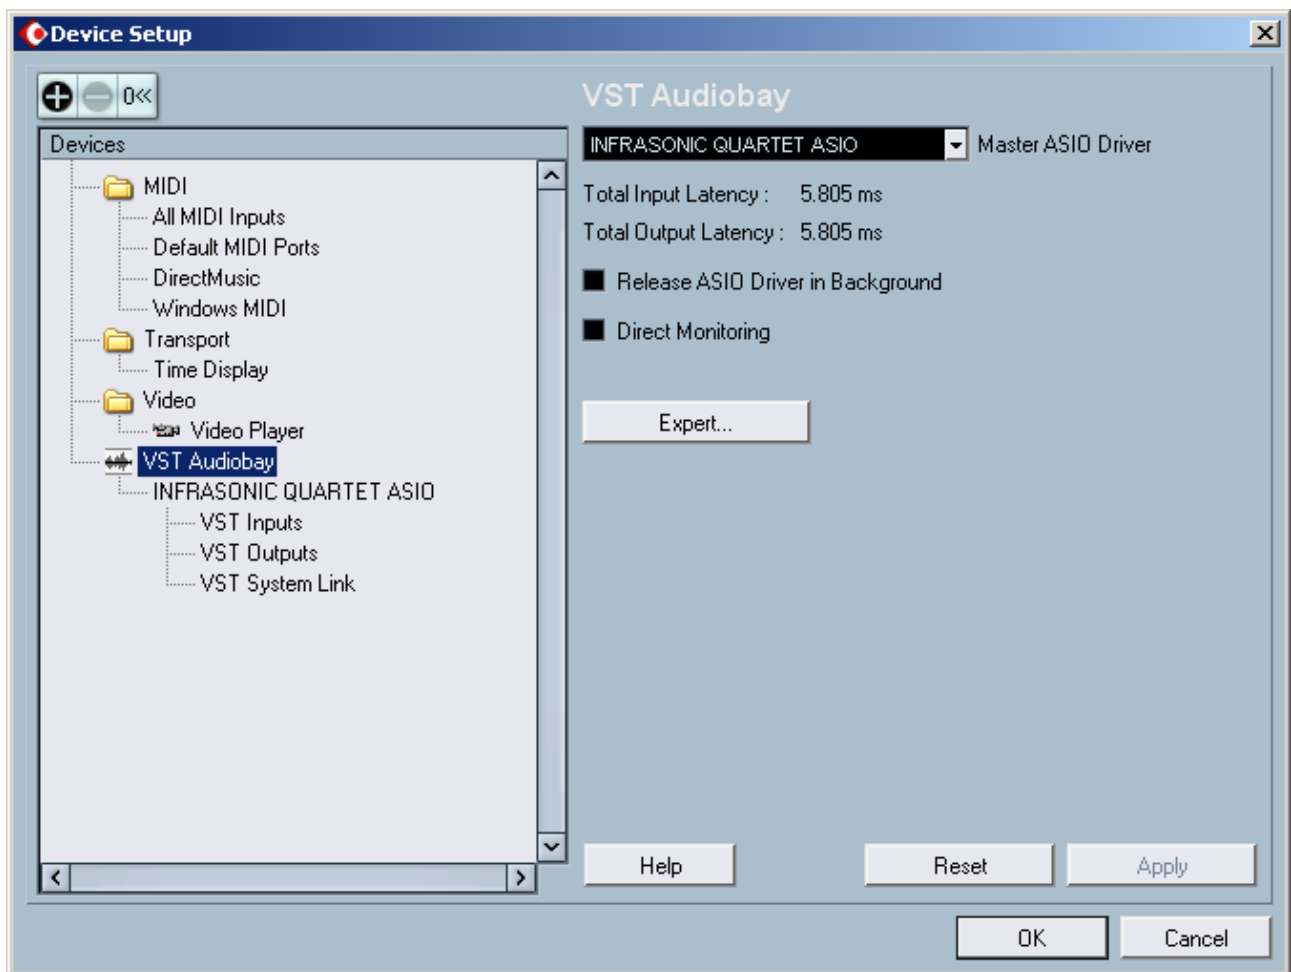 Device Setup
0<<
VST Audiobay
Devices
INFRASONIC QUARTET ASIO
Master ASIO Driver
MIDI
Total Input Latency : 5.805 ms
All MIDI Inputs
Total Output Latency : 5.805 ms
Default MIDI Ports
DirectMusic
Release ASIO Driver in Background
Windows MIDI
Transport
Direct Monitoring
Time Display
Video
Expert...
Video Player
VST Audiobay
INFRASONIC QUARTET ASIO
VST Inputs
VST Outputs
VST System Link
Help
Reset
Apply
OK
Cancel